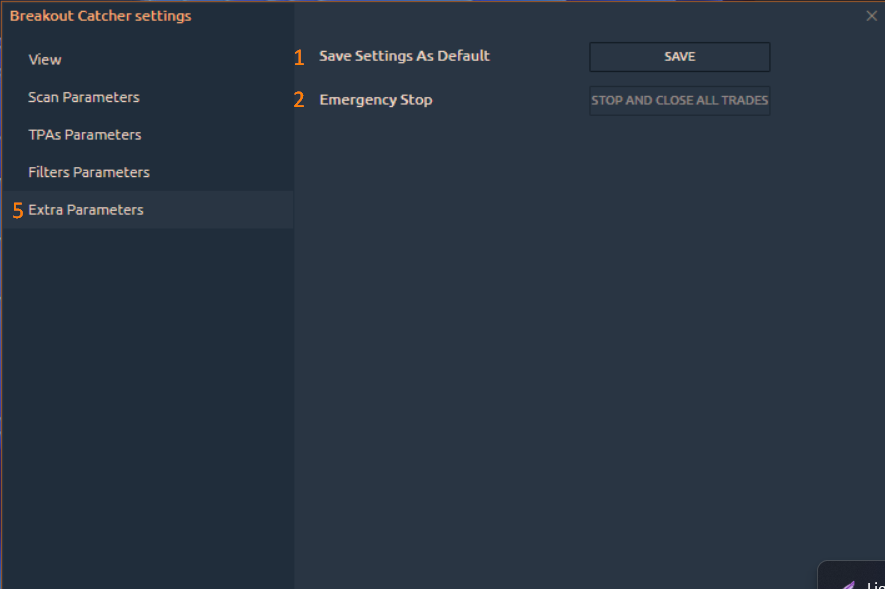 Breakout Catcher settings
View
Scan Parameters
TPAs Parameters
Filters Parameters
5 Extra Parameters
1 Save Settings As Default SAVE
2 Emergency Stop STOP AND CLOSE ALL TRADES